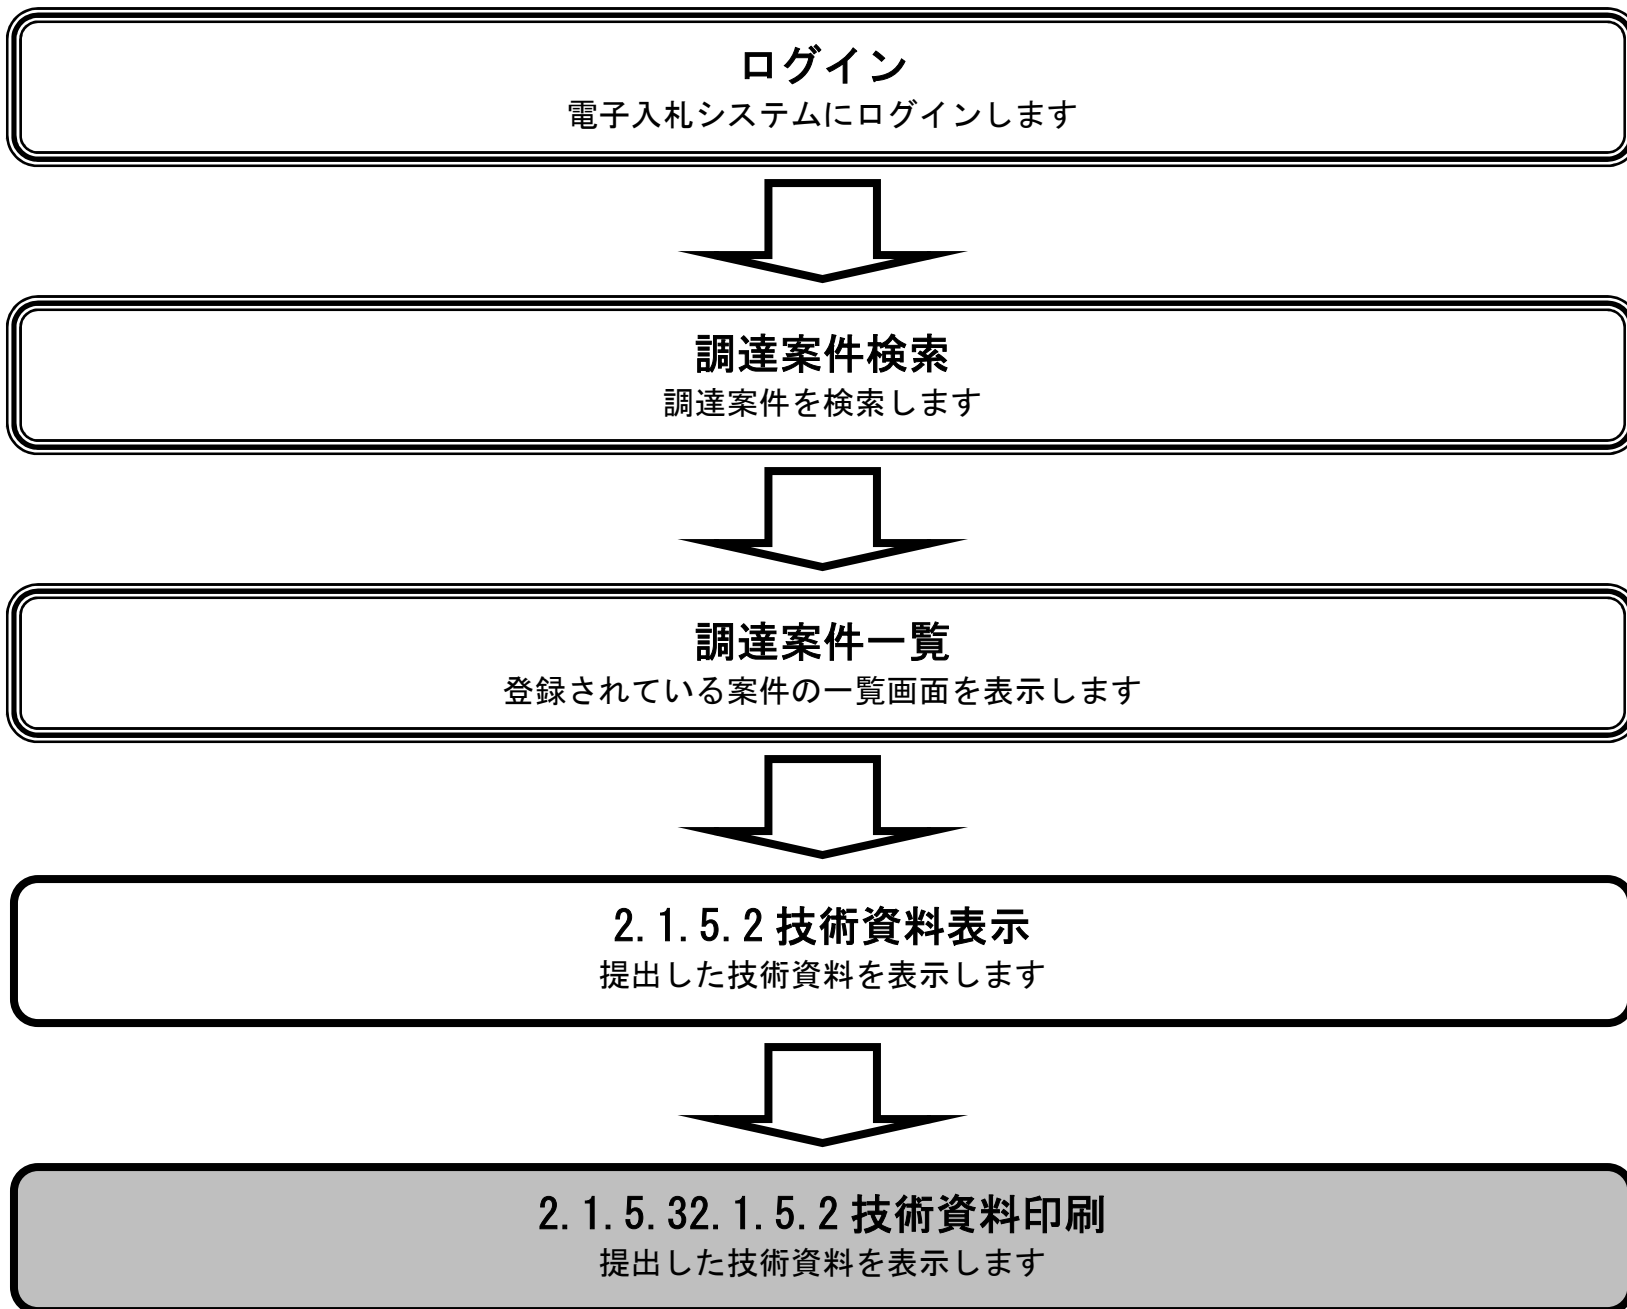 ログイン
電子入札システムにログインします
調達案件検索
調達案件を検索します
調達案件一覧
登録されている案件の一覧画面を表示します
2.1.5.2 技術資料表示
提出した技術資料を表示します
2.1.5.32.1.5.2 技術資料印刷
提出した技術資料を表示します